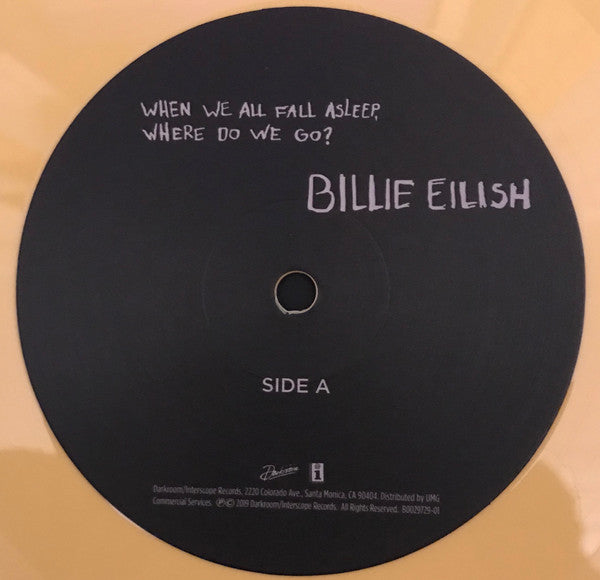 WHEN WE ALL FALL ASLEEP,
WHERE DO WE GO?
BILLIE EILISH
SIDE A
Darkroom
i
Darkroom/Interscope Records, 2220 Colorado Ave., Santa Monica, CA 90404. Distributed by UMG
Commercial Services. ℗© 2019 Darkroom/Interscope Records. All Rights Reserved. B0029729-01